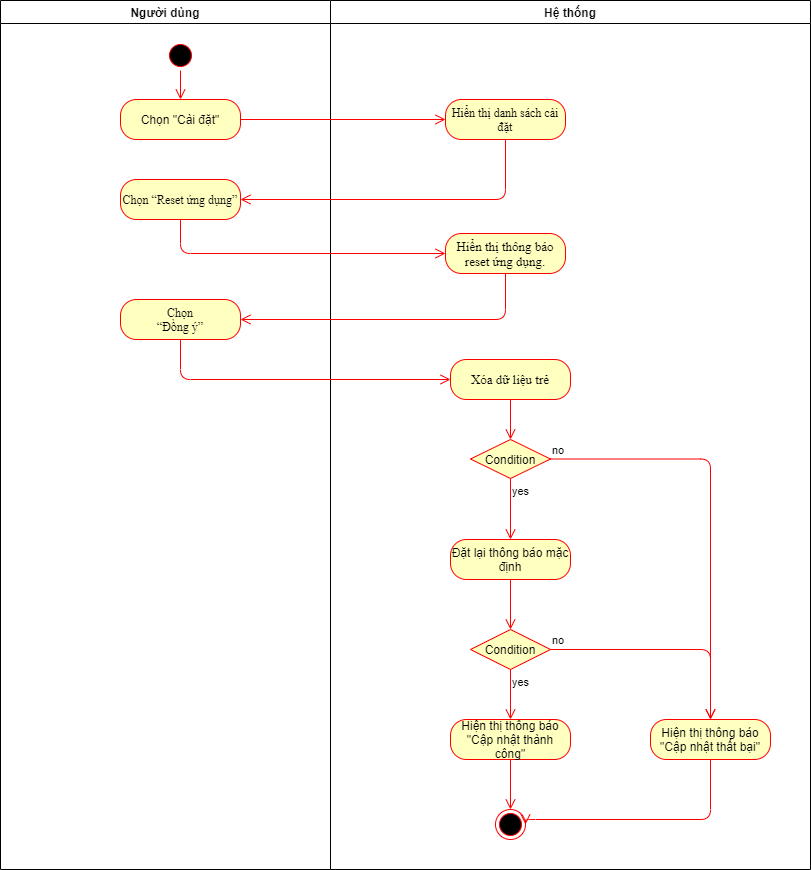 Người dùng
Hệ thống
Chọn "Cài đặt"
Hiển thị danh sách cài
đặt
Chọn “Reset ứng dụng”
Hiển thị thông báo
reset ứng dụng.
Chọn
“Đồng ý”
Xóa dữ liệu trẻ
Condition
no
yes
Đặt lại thông báo mặc
định
Condition
no
yes
Hiện thị thông báo
"Cập nhật thành
công"
Hiện thị thông báo
"Cập nhật thất bại"